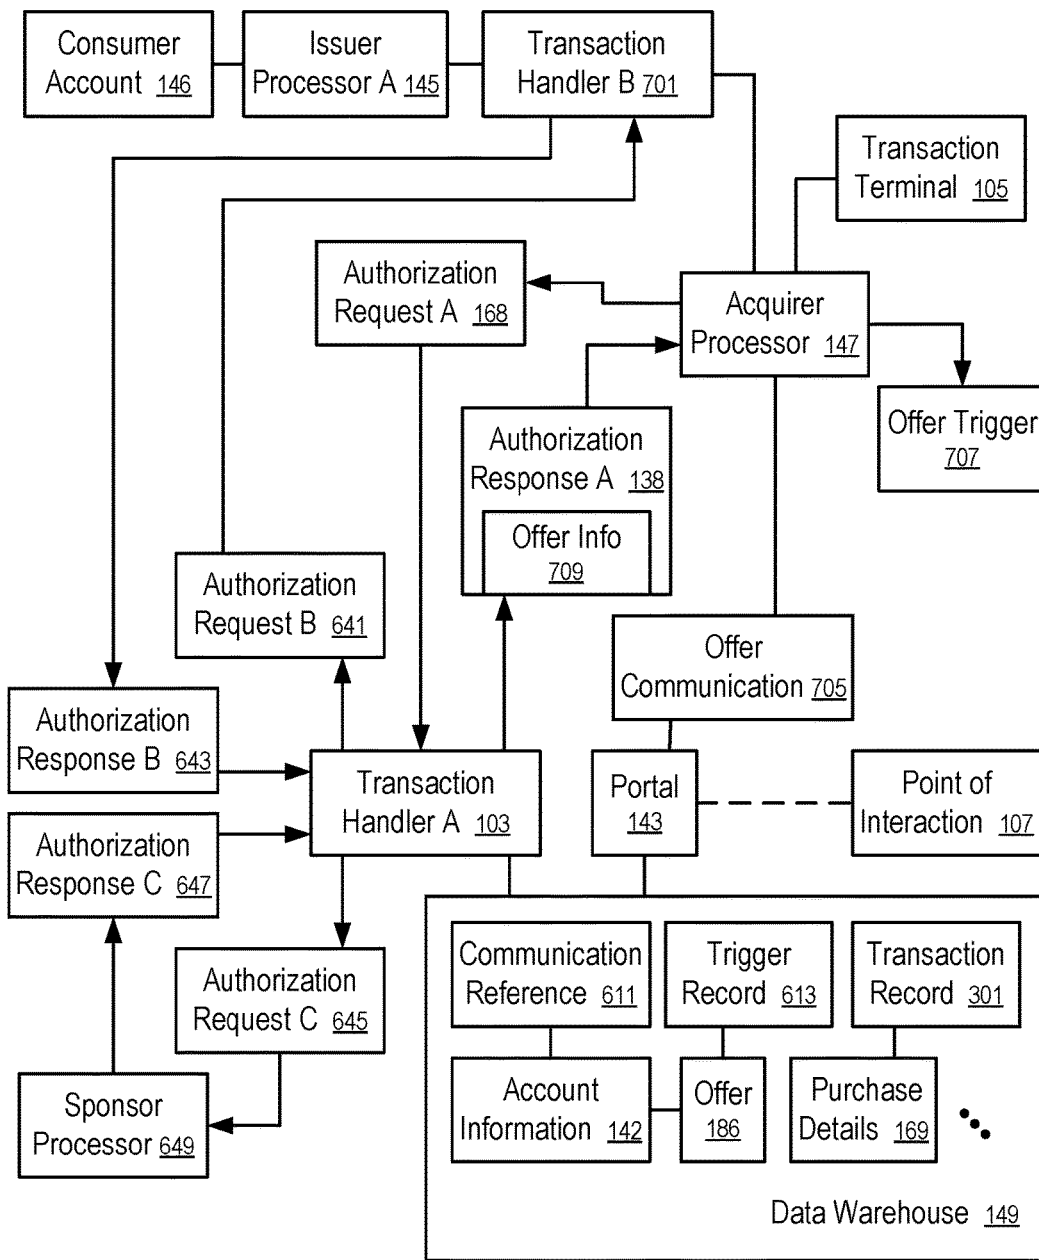 Consumer
Account 146
Issuer
Processor A 145
Transaction
Handler B 701
Transaction
Terminal 105
Authorization
Request A 168
Acquirer
Processor 147
Offer Trigger
707
Authorization
Response A 138
Offer Info
709
Authorization
Request B 641
Offer
Communication 705
Authorization
Response B 643
Transaction
Handler A 103
Portal
143
Point of
Interaction 107
Authorization
Response C 647
Authorization
Request C 645
Sponsor
Processor 649
Communication
Reference 611
Trigger
Record 613
Transaction
Record 301
Account
Information 142
Offer
186
Purchase
Details 169
Data Warehouse 149